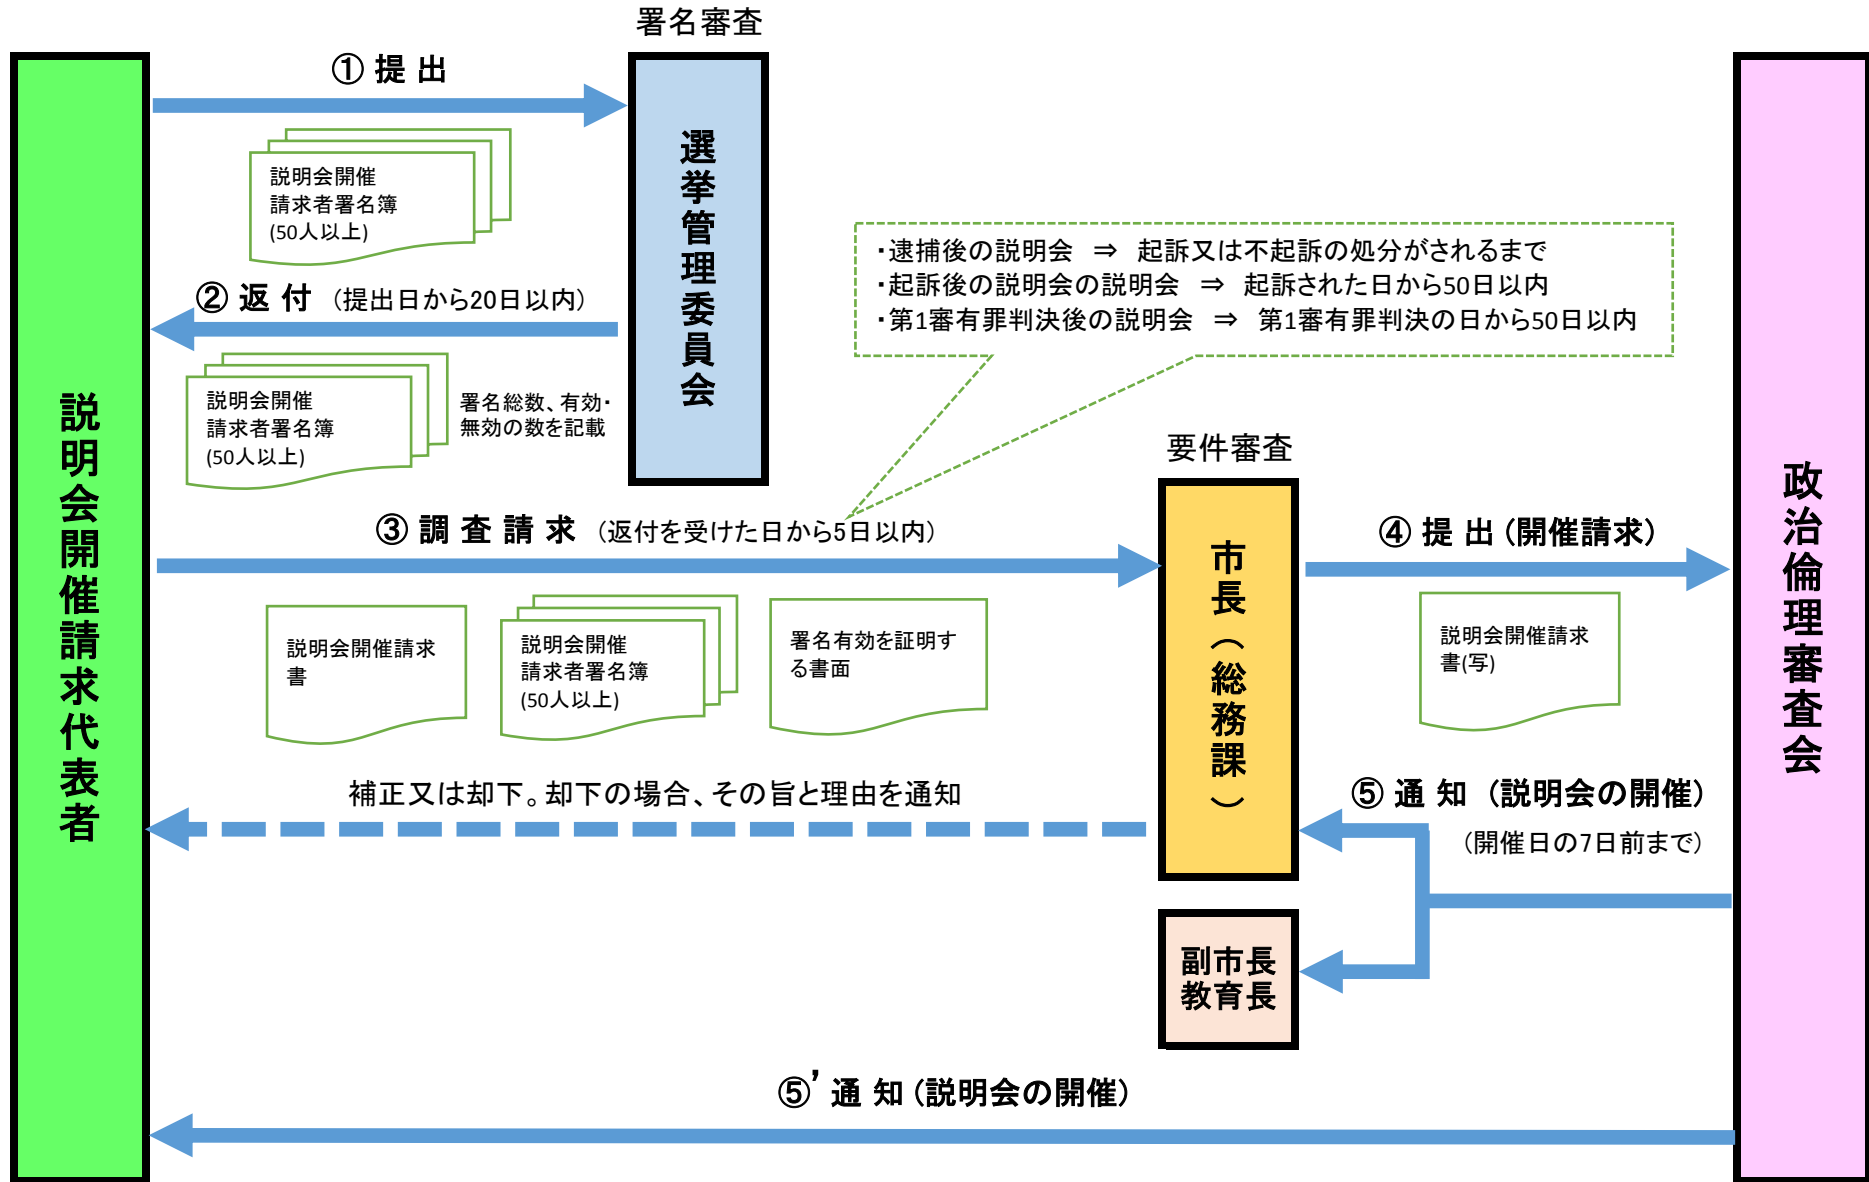 署名審査
① 提 出
選挙管理委員会
説明会開催
請求者署名簿
(50人以上)
・逮捕後の説明会 ⇒ 起訴又は不起訴の処分がされるまで
・起訴後の説明会の説明会 ⇒ 起訴された日から50日以内
・第1審有罪判決後の説明会 ⇒ 第1審有罪判決の日から50日以内
② 返 付 (提出日から20日以内)
説明会開催
請求者署名簿
(50人以上)
署名総数、有効・
無効の数を記載
説明会開催請求代表者
要件審査
政治倫理審査会
③ 調 査 請 求 (返付を受けた日から5日以内)
市長(総務課)
④ 提 出 (開催請求)
説明会開催請求
書
説明会開催
請求者署名簿
(50人以上)
署名有効を証明す
る書面
説明会開催請求
書(写)
補正又は却下。却下の場合、その旨と理由を通知
⑤ 通 知 (説明会の開催)
(開催日の7日前まで)
副市長
教育長
⑤’ 通 知 (説明会の開催)